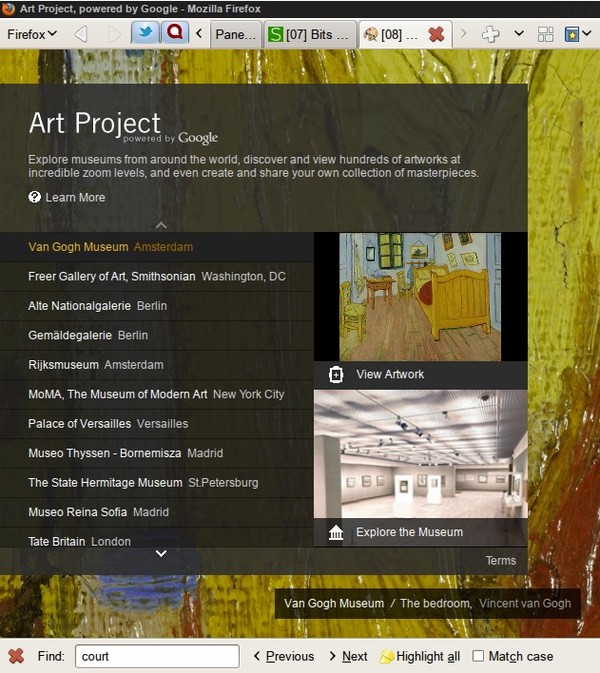 Art Project, powered by Google - Mozilla Firefox
Firefox
Pane...
S [07] Bits ...
[08] ...
Art Project
powered by Google
Explore museums from around the world, discover and view hundreds of artworks at
incredible zoom levels, and even create and share your own collection of masterpieces.
? Learn More
Van Gogh Museum Amsterdam
Freer Gallery of Art, Smithsonian Washington, DC
Alte Nationalgalerie Berlin
Gemäldegalerie Berlin
Rijksmuseum Amsterdam
MoMA, The Museum of Modern Art New York City
Palace of Versailles Versailles
Museo Thyssen - Bornemisza Madrid
The State Hermitage Museum St.Petersburg
Museo Reina Sofia Madrid
Tate Britain London
View Artwork
Explore the Museum
Terms
Van Gogh Museum / The bedroom, Vincent van Gogh
Find: court
Previous
Next
Highlight all
Match case